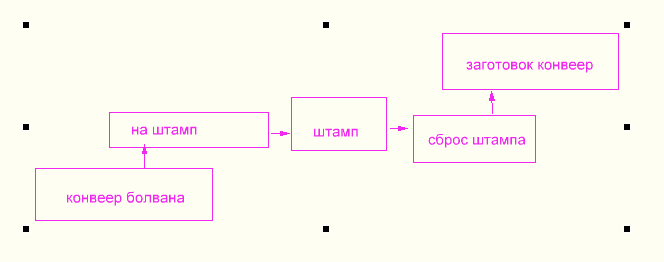 заготовок конвеер
на штамп
штамп
сброс штампа
конвеер болвана